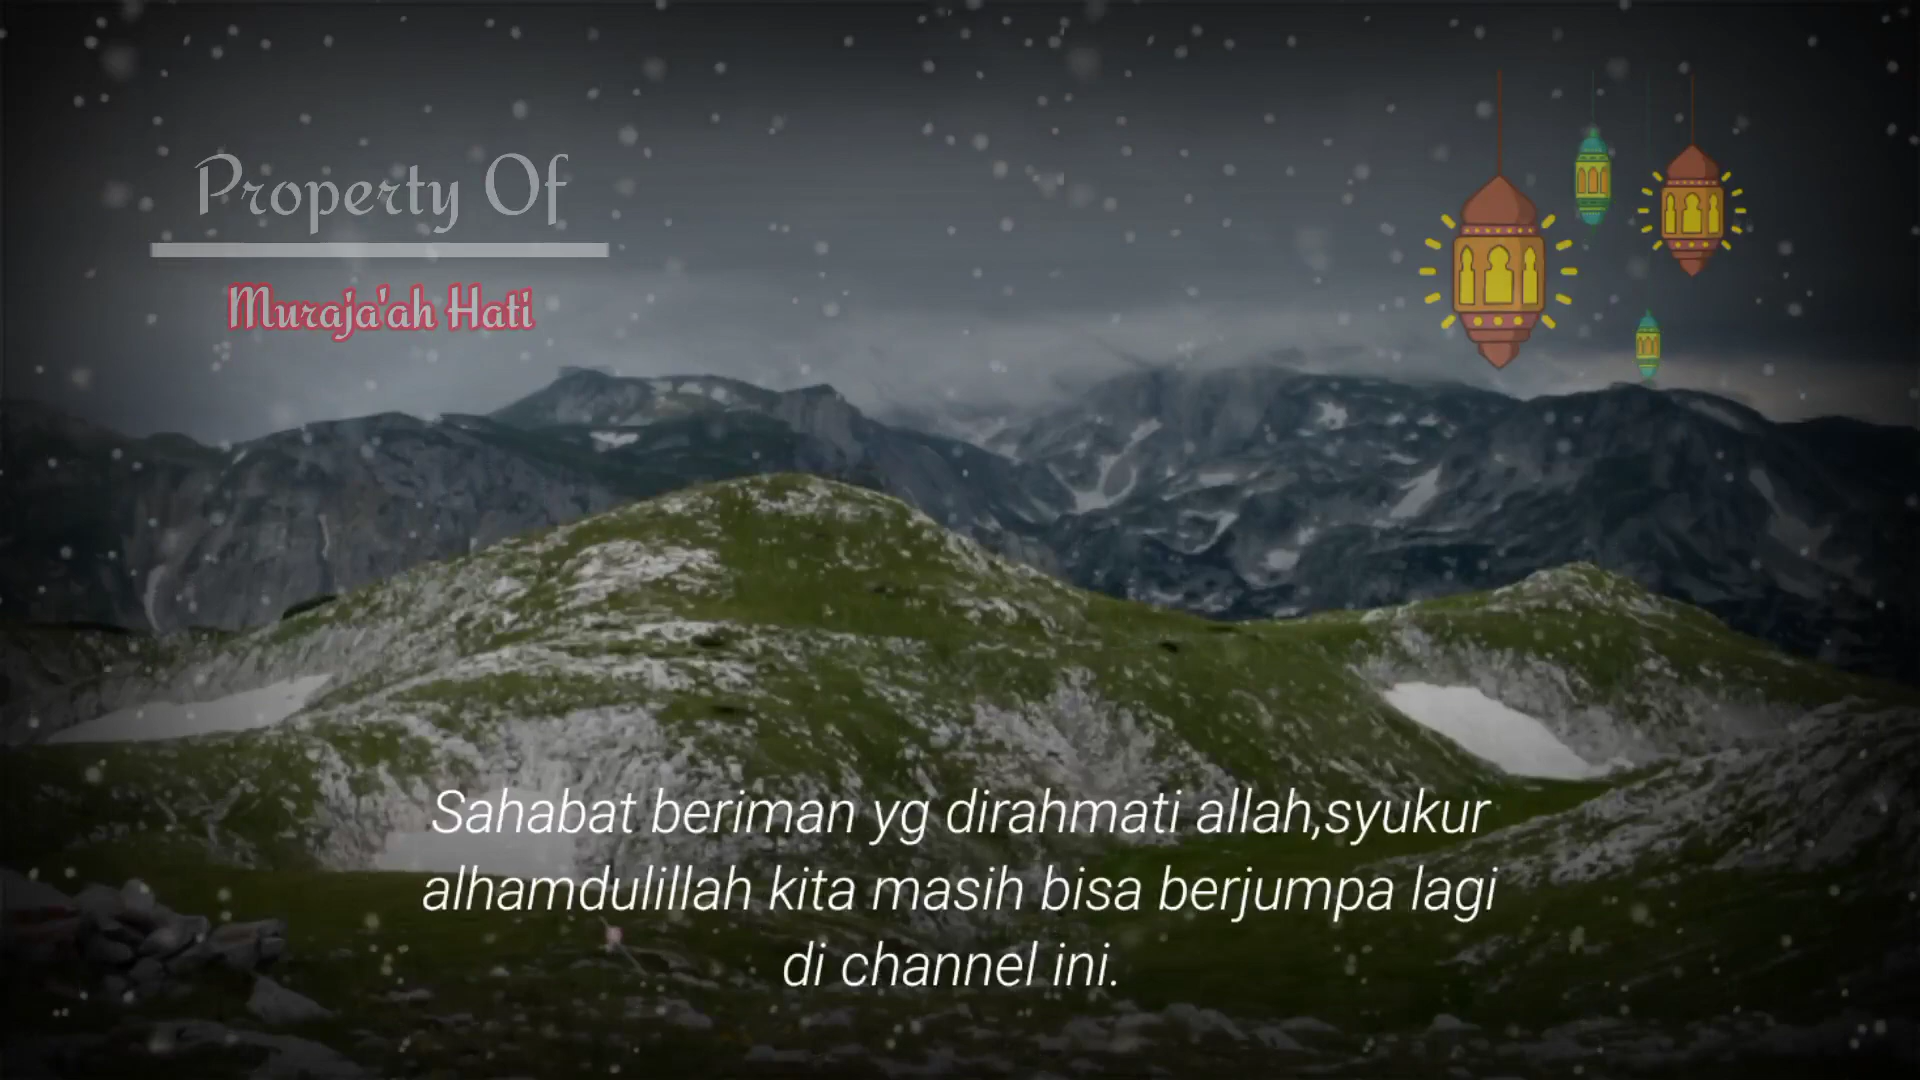 Property Of
Muraja'ah Hati
Sahabat beriman yg dirahmati allah,syukur
alhamdulillah kita masih bisa berjumpa lagi
di channel ini.